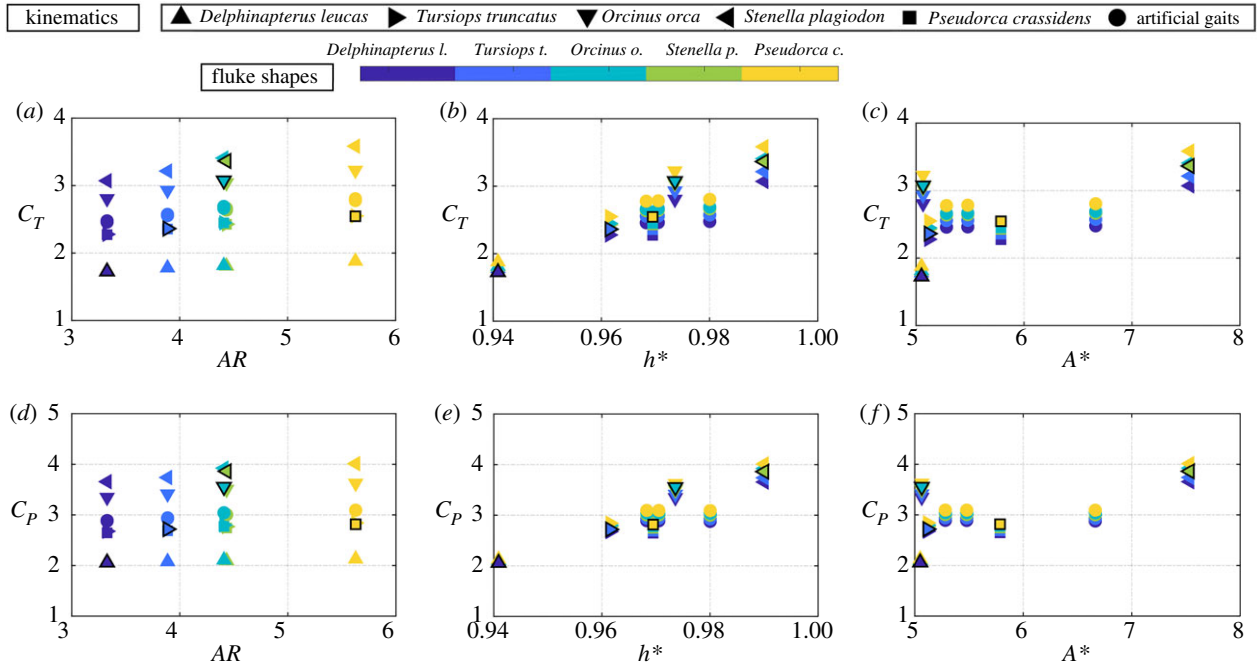 kinematics
Delphinapterus leucas Tursiops truncatus Orcinus orca Stenella plagiodon Pseudorca crassidens artificial gaits
fluke shapes
Delphinapterus l. Tursiops t. Orcinus o. Stenella p. Pseudorca c.
(a) (b) (c)
4 4 4
3 3 3
C_T C_T C_T
2 2 2
1 1 1
3 4 5 6 0.94 0.96 0.98 1.00 5 6 7 8
AR h* A*
(d) (e) (f)
5 5 5
4 4 4
C_P C_P C_P
3 3 3
2 2 2
1 1 1
3 4 5 6 0.94 0.96 0.98 1.00 5 6 7 8
AR h* A*